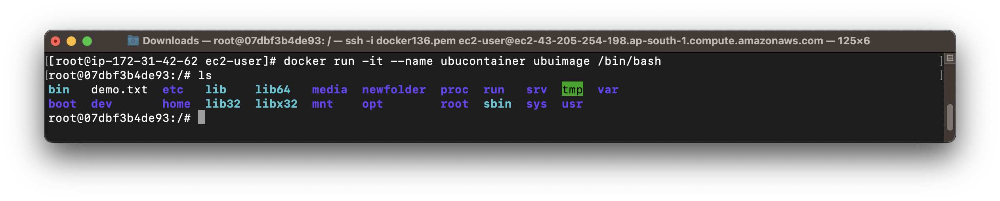 Downloads — root@07dbf3b4de93: / — ssh -i docker136.pem ec2-user@ec2-43-205-254-198.ap-south-1.compute.amazonaws.com — 125×6
[[root@ip-172-31-42-62 ec2-user]# docker run -it --name ubucontainer ubuimage /bin/bash ]
[root@07dbf3b4de93:/# ls ]
bin demo.txt etc lib lib64 media newfolder proc run srv tmp var
boot dev home lib32 libx32 mnt opt root sbin sys usr
root@07dbf3b4de93:/#